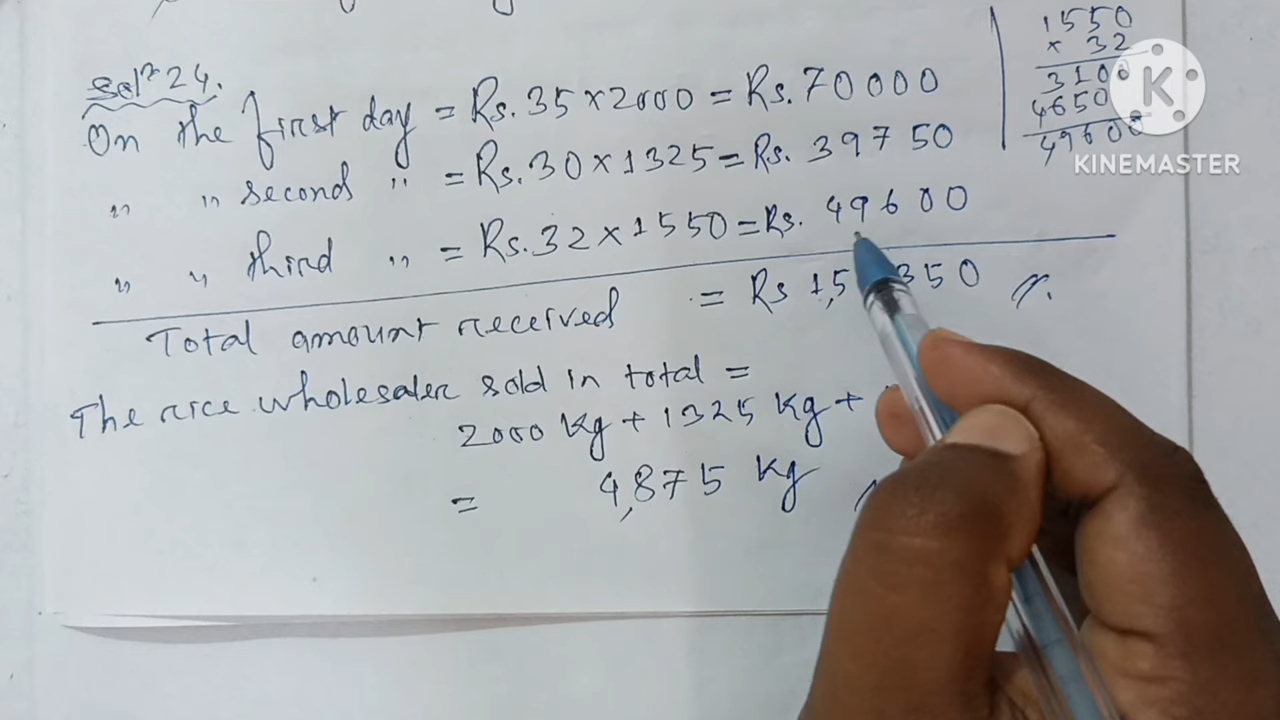 Solⁿ 24.
On the first day = Rs. 35 × 2000 = Rs. 70000
" " second " = Rs. 30 × 1325 = Rs. 39750
" " third " = Rs. 32 × 1550 = Rs. 49600
Total amount received = Rs 1,5 350
The rice wholesaler sold in total =
2000 kg + 1325 kg +
= 4,875 kg
1550
× 32
3100
4650
49600
K
KINEMASTER